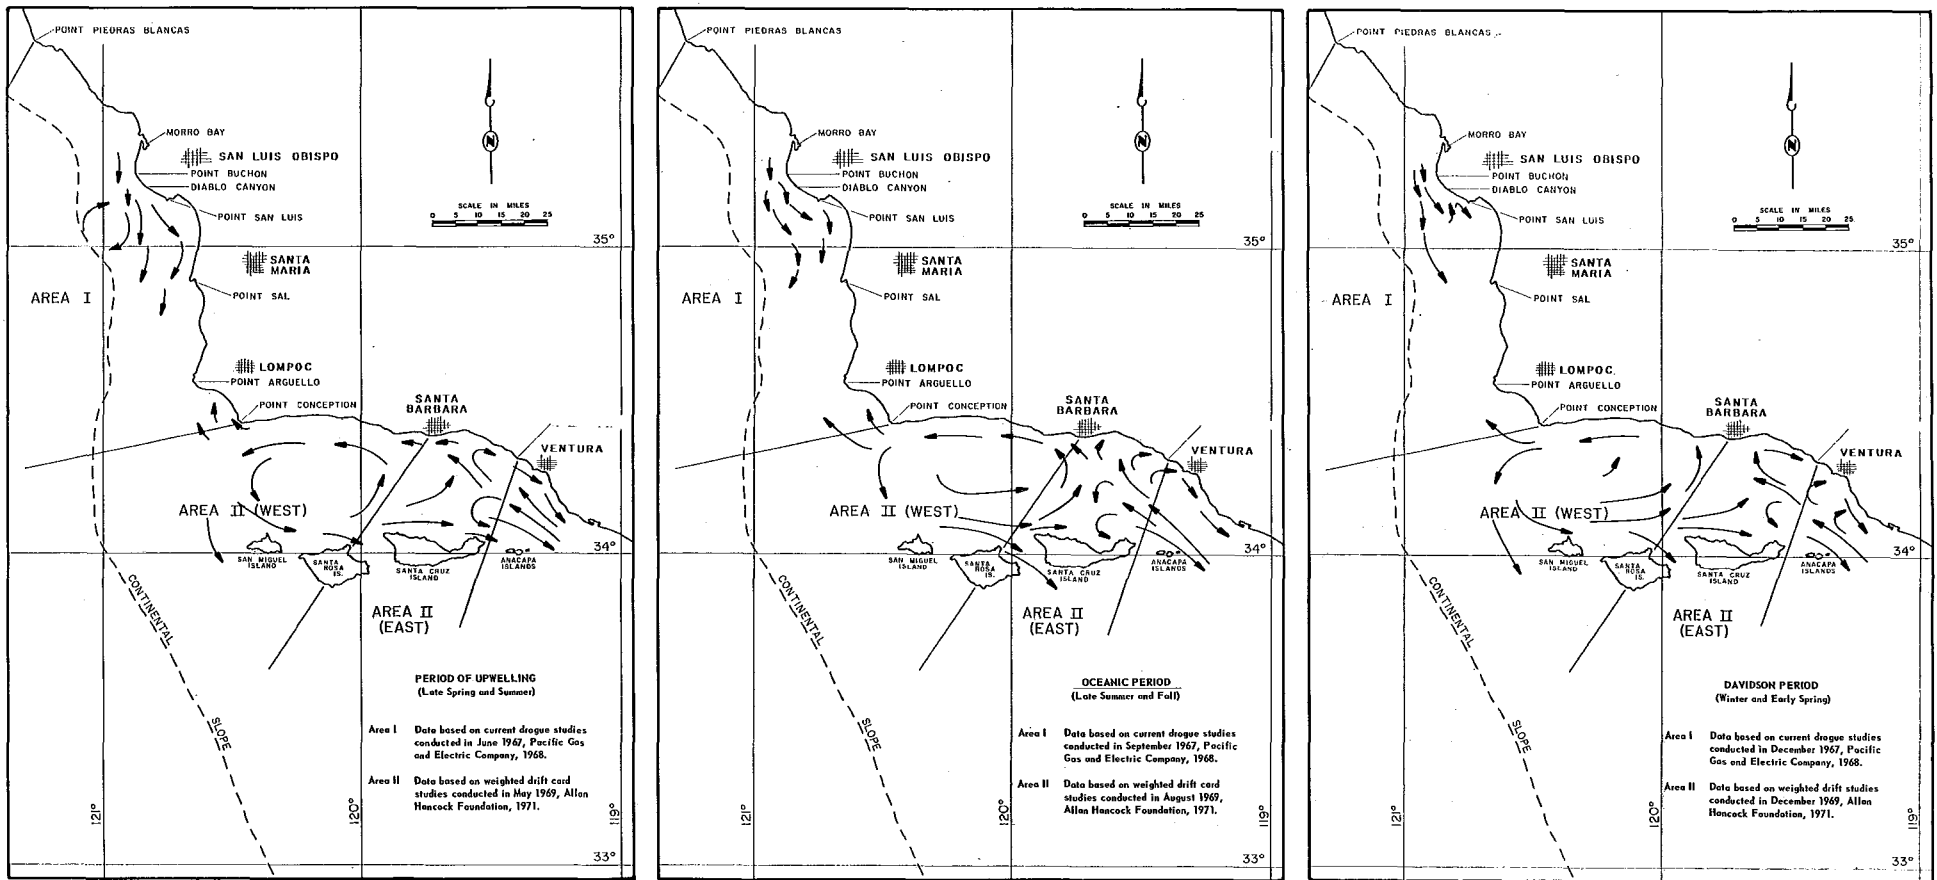 POINT PIEDRAS BLANCAS
MORRO BAY
SAN LUIS OBISPO
POINT BUCHON
DIABLO CANYON
POINT SAN LUIS
N
SCALE IN MILES
0 5 10 15 20 25
35°
SANTA
MARIA
AREA I
POINT SAL
LOMPOC
POINT ARGUELLO
SANTA
BARBARA
POINT CONCEPTION
VENTURA
AREA II (WEST)
34°
SAN MIGUEL
ISLAND
SANTA
ROSA
IS.
SANTA CRUZ
ISLAND
ANACAPA
ISLANDS
AREA II
(EAST)
CONTINENTAL
SLOPE
PERIOD OF UPWELLING
(Late Spring and Summer)
Area I Data based on current drogue studies
conducted in June 1967, Pacific Gas
and Electric Company, 1968.
Area II Data based on weighted drift card
studies conducted in May 1969, Allan
Hancock Foundation, 1971.
121°
120°
119°
33°
POINT PIEDRAS BLANCAS
MORRO BAY
SAN LUIS OBISPO
POINT BUCHON
DIABLO CANYON
POINT SAN LUIS
N
SCALE IN MILES
0 5 10 15 20 25
35°
SANTA
MARIA
AREA I
POINT SAL
LOMPOC
POINT ARGUELLO
SANTA
BARBARA
POINT CONCEPTION
VENTURA
AREA II (WEST)
34°
SAN MIGUEL
ISLAND
SANTA
ROSA
IS.
SANTA CRUZ
ISLAND
ANACAPA
ISLANDS
AREA II
(EAST)
CONTINENTAL
SLOPE
OCEANIC PERIOD
(Late Summer and Fall)
Area I Data based on current drogue studies
conducted in September 1967, Pacific
Gas and Electric Company, 1968.
Area II Data based on weighted drift card
studies conducted in August 1969,
Allan Hancock Foundation, 1971.
121°
120°
119°
33°
POINT PIEDRAS BLANCAS
MORRO BAY
SAN LUIS OBISPO
POINT BUCHON
DIABLO CANYON
POINT SAN LUIS
N
SCALE IN MILES
0 5 10 15 20 25
35°
SANTA
MARIA
AREA I
POINT SAL
LOMPOC
POINT ARGUELLO
SANTA
BARBARA
POINT CONCEPTION
VENTURA
AREA II (WEST)
34°
SAN MIGUEL
ISLAND
SANTA
ROSA
IS.
SANTA CRUZ
ISLAND
ANACAPA
ISLANDS
AREA II
(EAST)
CONTINENTAL
SLOPE
DAVIDSON PERIOD
(Winter and Early Spring)
Area I Data based on current drogue studies
conducted in December 1967, Pacific
Gas and Electric Company, 1968.
Area II Data based on weighted drift studies
conducted in December 1969, Allan
Hancock Foundation, 1971.
121°
120°
119°
33°